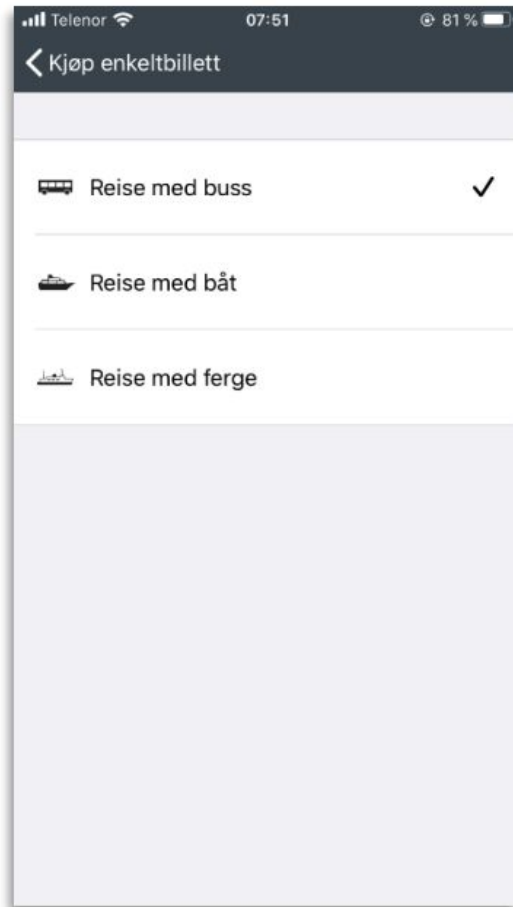 Telenor 07:51 81 %
Kjøp enkeltbillett
Reise med buss
Reise med båt
Reise med ferge